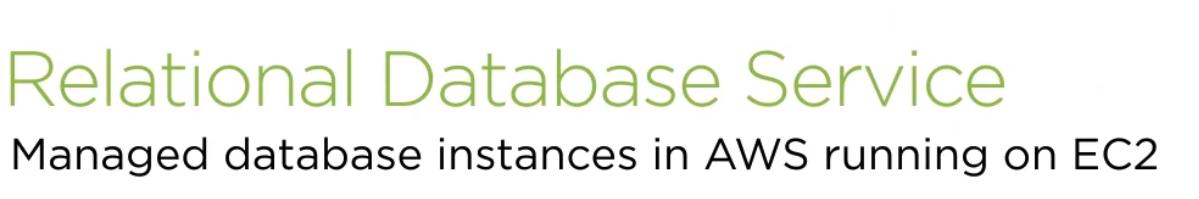 Relational Database Service
Managed database instances in AWS running on EC2